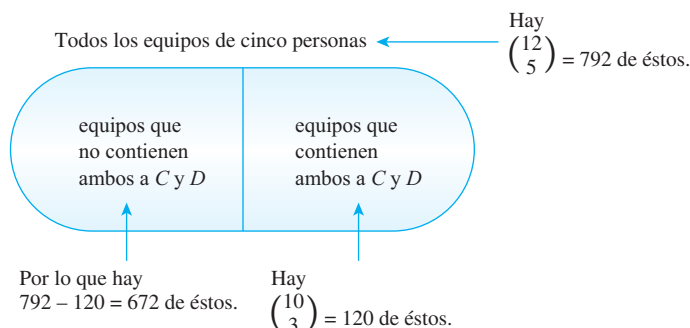 Hay
Todos los equipos de cinco personas
(12 5) = 792 de éstos.
equipos que
no contienen
ambos a C y D
equipos que
contienen
ambos a C y D
Por lo que hay
792 – 120 = 672 de éstos.
Hay
(10 3) = 120 de éstos.